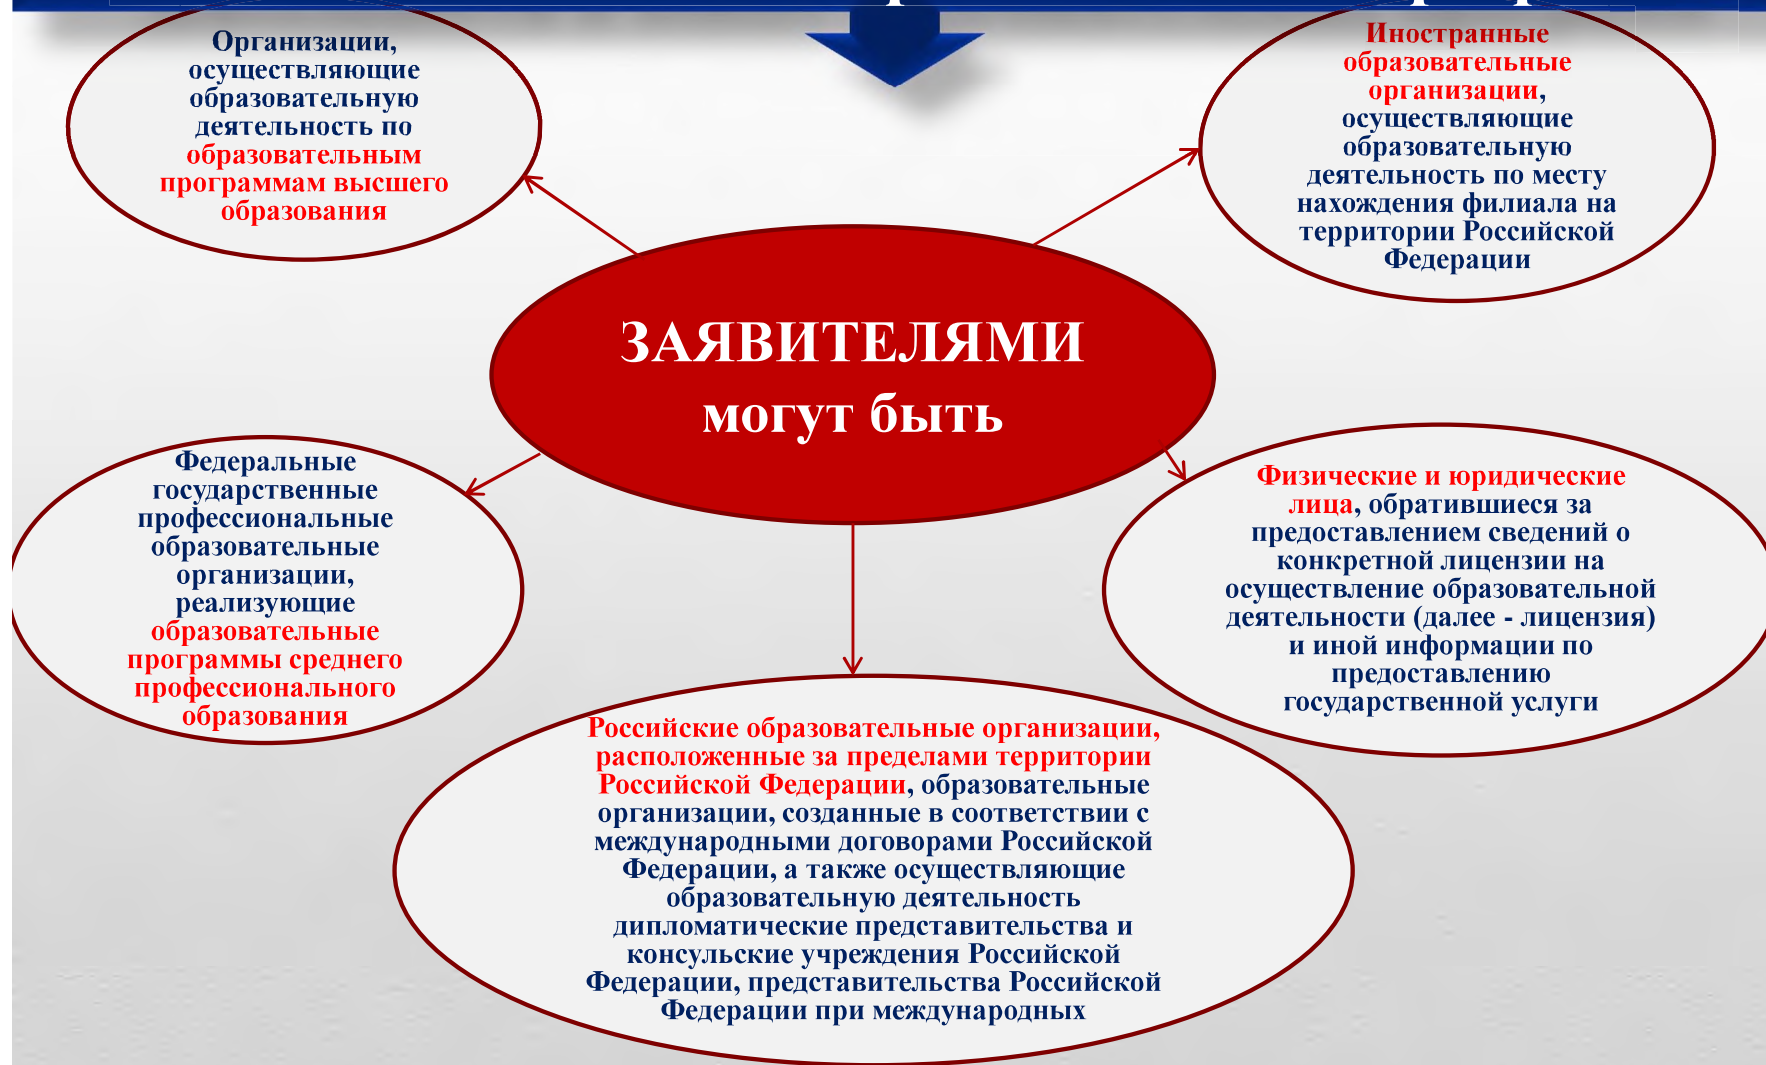 Организации,
осуществляющие
образовательную
деятельность по
образовательным
программам высшего
образования
Иностранные
образовательные
организации,
осуществляющие
образовательную
деятельность по месту
нахождения филиала на
территории Российской
Федерации
ЗАЯВИТЕЛЯМИ
могут быть
Федеральные
государственные
профессиональные
образовательные
организации,
реализующие
образовательные
программы среднего
профессионального
образования
Физические и юридические
лица, обратившиеся за
предоставлением сведений о
конкретной лицензии на
осуществление образовательной
деятельности (далее - лицензия)
и иной информации по
предоставлению
государственной услуги
Российские образовательные организации,
расположенные за пределами территории
Российской Федерации, образовательные
организации, созданные в соответствии с
международными договорами Российской
Федерации, а также осуществляющие
образовательную деятельность
дипломатические представительства и
консульские учреждения Российской
Федерации, представительства Российской
Федерации при международных